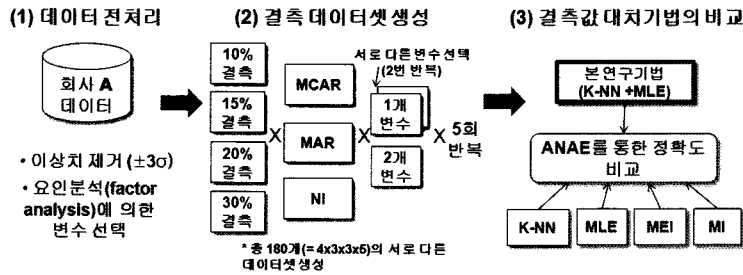 (1) 데이터 전처리
회사 A
데이터
• 이상치 제거 (±3σ)
• 요인분석(factor
analysis)에 의한
변수 선택
(2) 결측 데이터셋 생성
10%
결측
15%
결측
20%
결측
30%
결측
X
MCAR
MAR
NI
X
서로 다른 변수 선택
(2번 반복)
1개
변수
2개
변수
X
5회
반복
* 총 180개(= 4x3x3x5)의 서로 다른
데이터셋 생성
(3) 결측값 대치기법의 비교
본 연구기법
(K-NN +MLE)
ANAE를 통한 정확도
비교
K-NN
MLE
MEI
MI